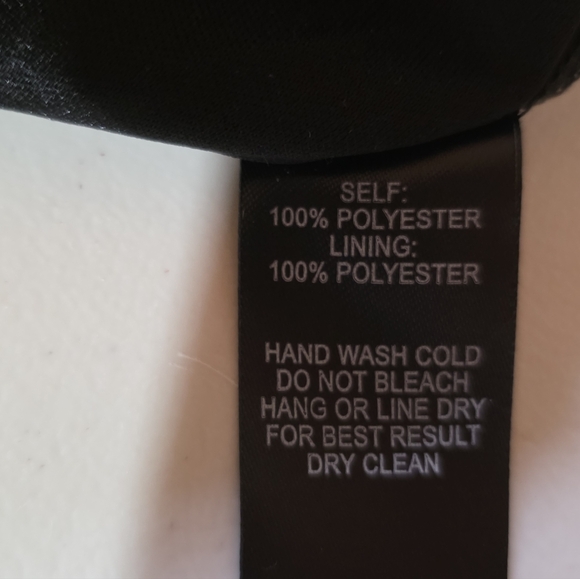 SELF:
100% POLYESTER
LINING:
100% POLYESTER
HAND WASH COLD
DO NOT BLEACH
HANG OR LINE DRY
FOR BEST RESULT
DRY CLEAN